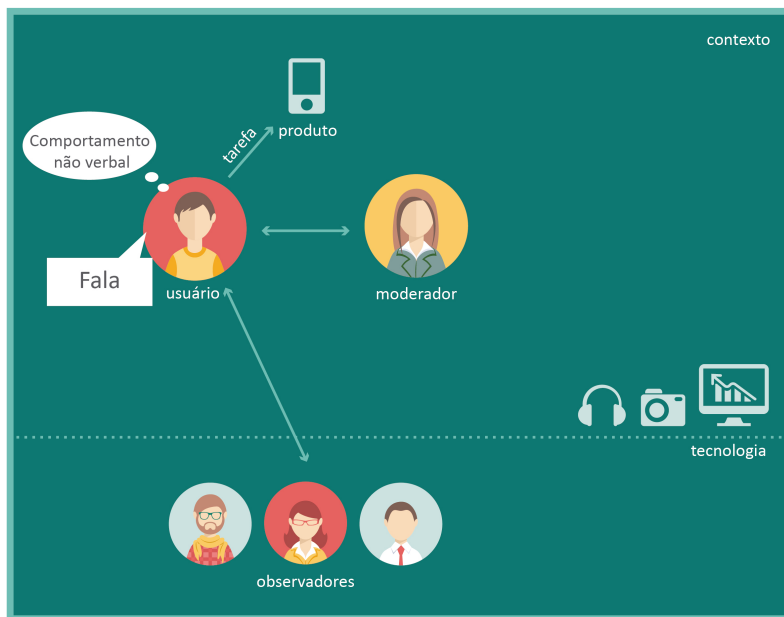 contexto
produto
tarefa
Comportamento
não verbal
Fala
usuário
moderador
tecnologia
observadores